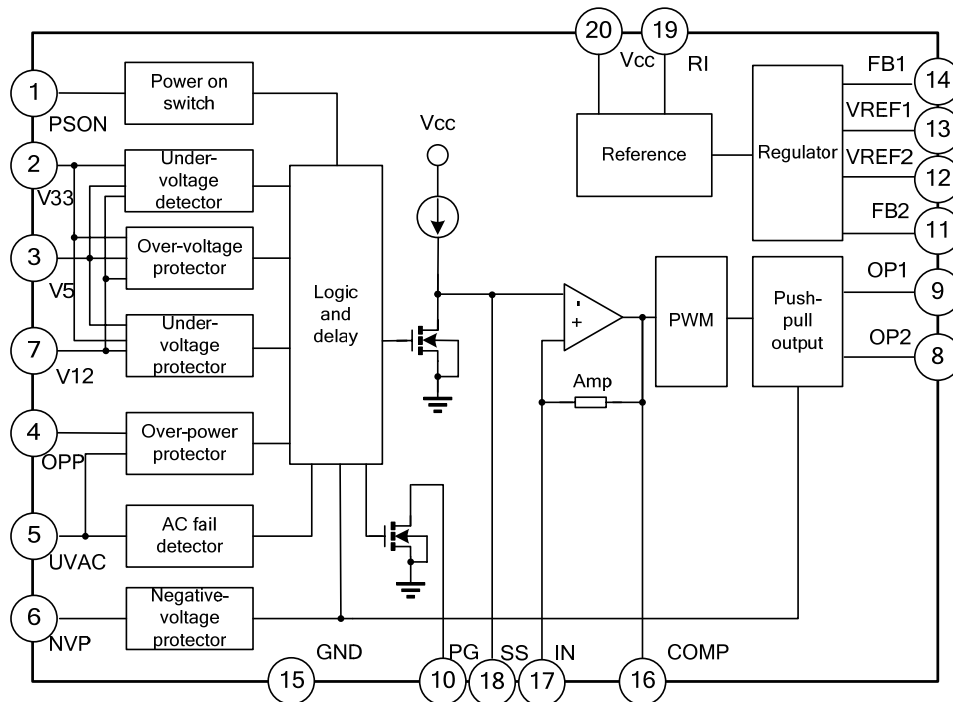 20
19
Vcc
RI
1
PSON
Power on
switch
FB1
14
VREF1
13
VREF2
12
FB2
11
Reference
Regulator
Vcc
2
V33
Under-
voltage
detector
3
V5
Over-voltage
protector
7
V12
Under-
voltage
protector
Logic
and
delay
-
+
Amp
PWM
Push-
pull
output
OP1
9
OP2
8
4
OPP
Over-power
protector
5
UVAC
AC fail
detector
6
NVP
Negative-
voltage
protector
GND
15
PG
10
SS
18
IN
17
COMP
16